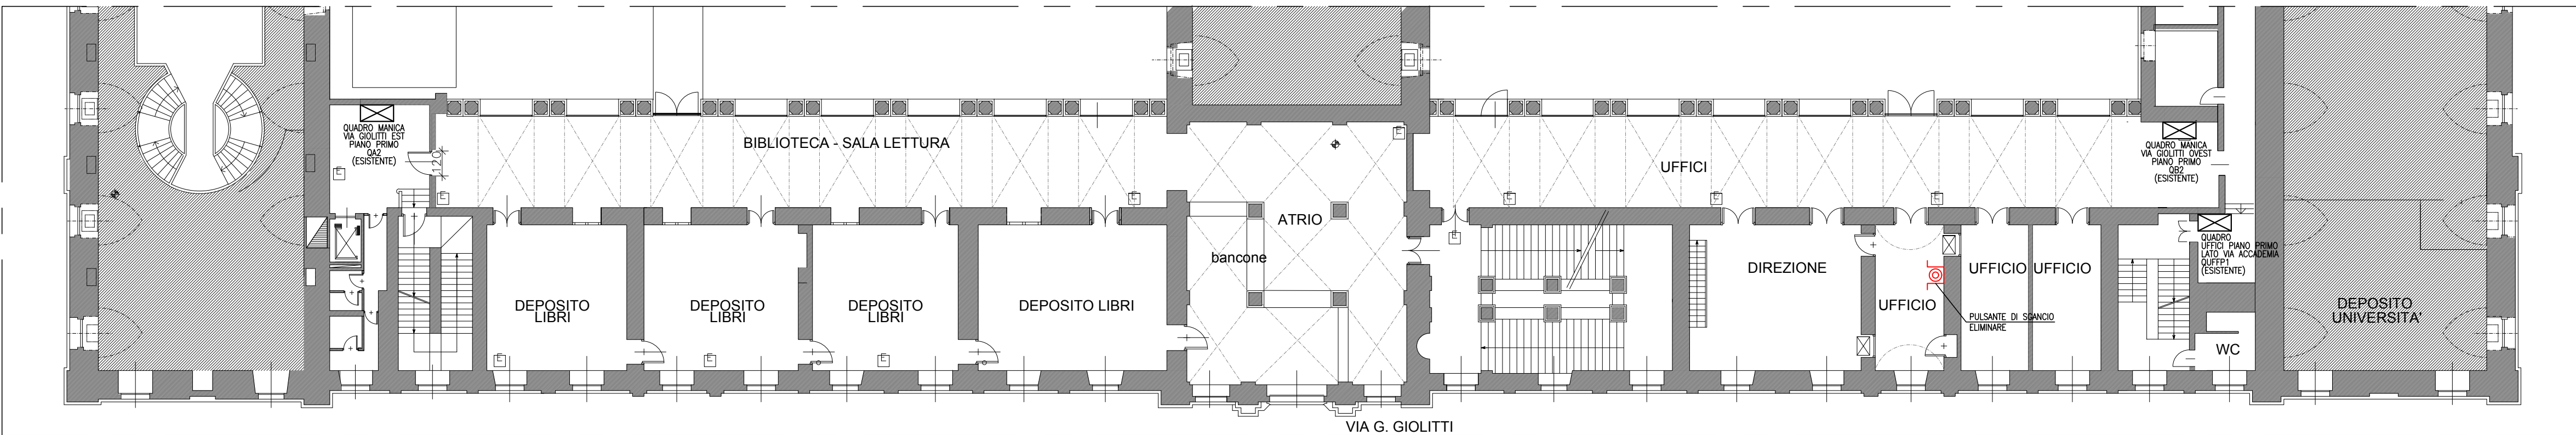 QUADRO MANICA
VIA GIOLITTI EST
PIANO PRIMO
QA2
(ESISTENTE)
E
120
E
BIBLIOTECA - SALA LETTURA
E
E
ATRIO
bancone
UFFICI
E
E
E
E
QUADRO MANICA
VIA GIOLITTI OVEST
PIANO PRIMO
QB2
(ESISTENTE)
QUADRO
UFFICI PIANO PRIMO
LATO VIA ACCADEMIA
QUFFP1
(ESISTENTE)
DEPOSITO
LIBRI
E
DEPOSITO
LIBRI
E
DEPOSITO
LIBRI
E
DEPOSITO LIBRI
DIREZIONE
UFFICIO
PULSANTE DI SGANCIO
ELIMINARE
UFFICIO
UFFICIO
WC
DEPOSITO
UNIVERSITA'
VIA G. GIOLITTI